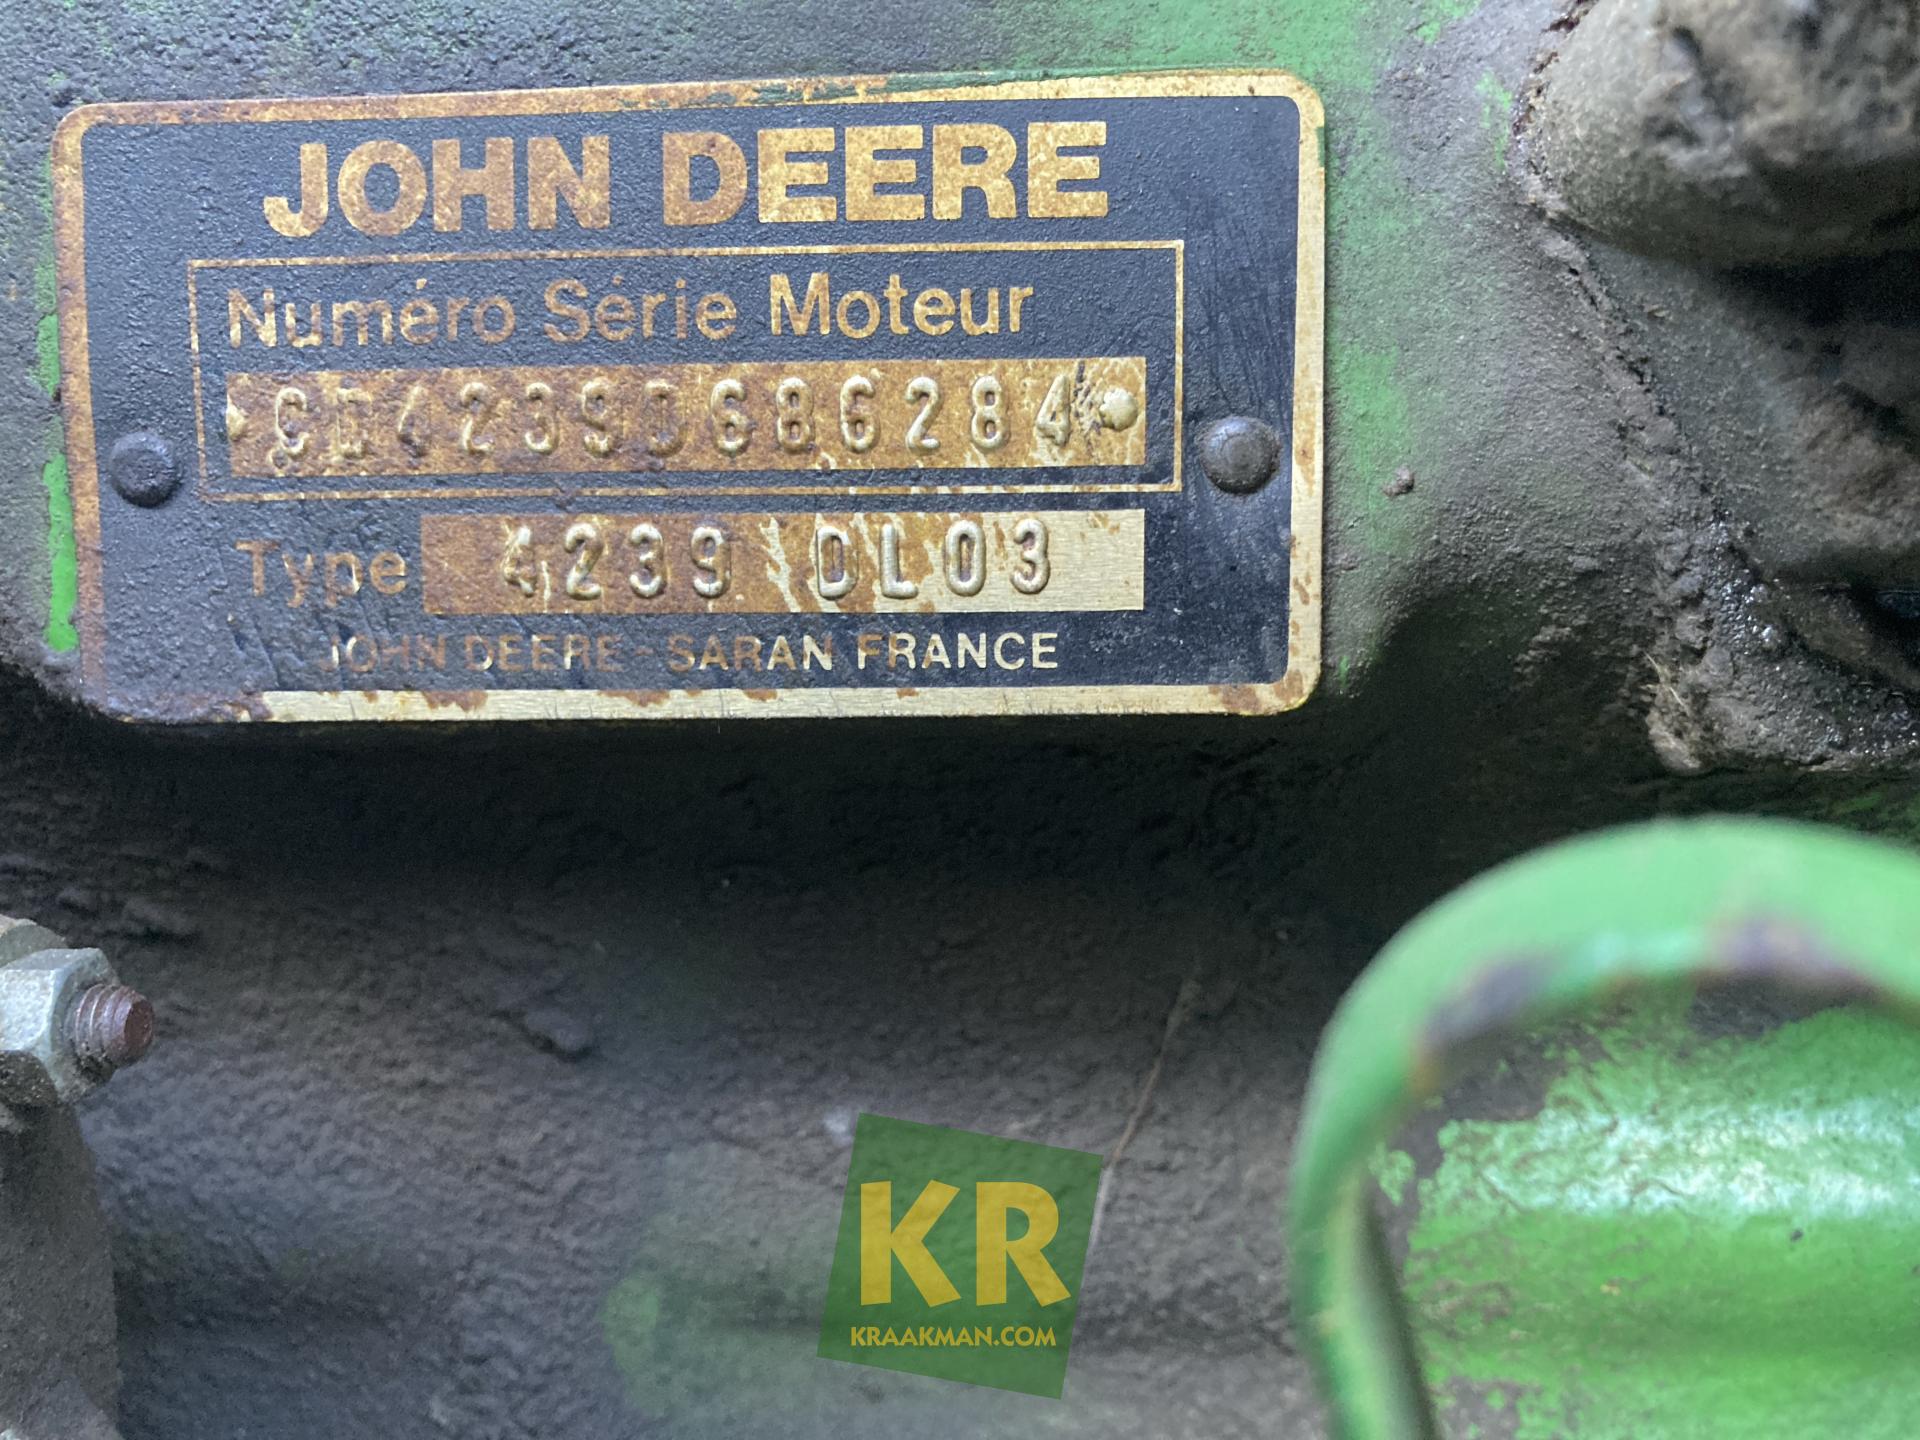 JOHN DEERE
Numéro Série Moteur
CD4239D686284
Type 4239 DL03
JOHN DEERE - SARAN FRANCE
KR
KRAAKMAN.COM